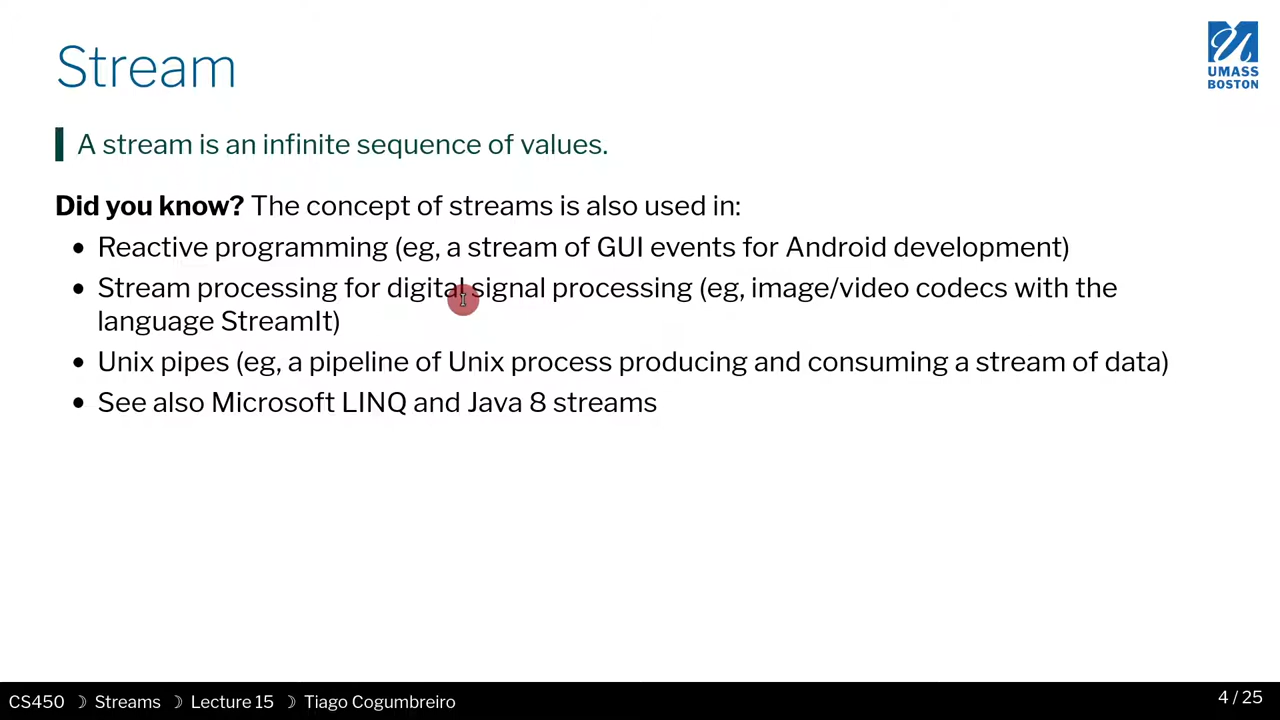 Stream
UMASS
BOSTON
A stream is an infinite sequence of values.
Did you know? The concept of streams is also used in:
• Reactive programming (eg, a stream of GUI events for Android development)
• Stream processing for digital signal processing (eg, image/video codecs with the
language StreamIt)
• Unix pipes (eg, a pipeline of Unix process producing and consuming a stream of data)
• See also Microsoft LINQ and Java 8 streams
CS450 ☽ Streams ☽ Lecture 15 ☽ Tiago Cogumbreiro
4 / 25